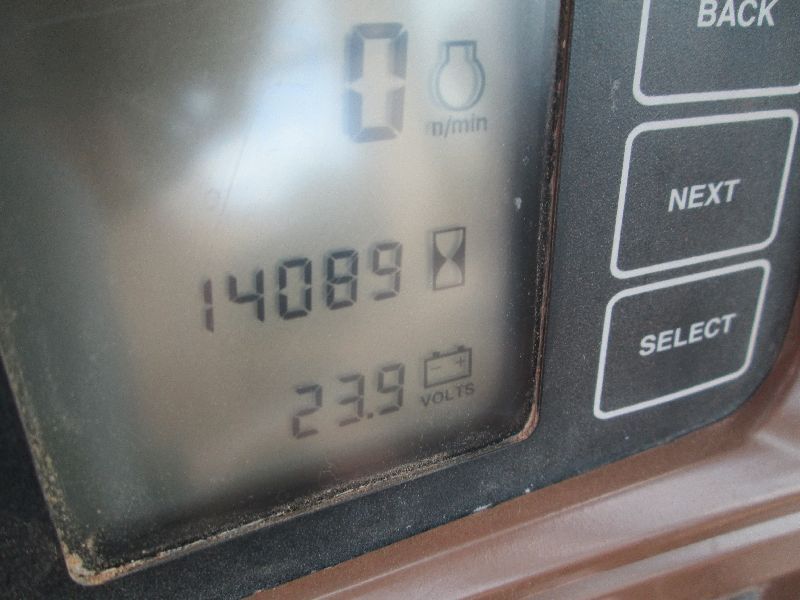 BACK
0
n/min
NEXT
14089
SELECT
23.9
VOLTS